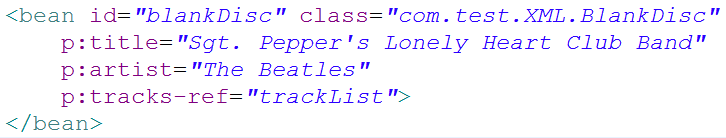 <bean id="blankDisc" class="com.test.XML.BlankDisc"
p:title="Sgt. Pepper's Lonely Heart Club Band"
p:artist="The Beatles"
p:tracks-ref="trackList">
</bean>